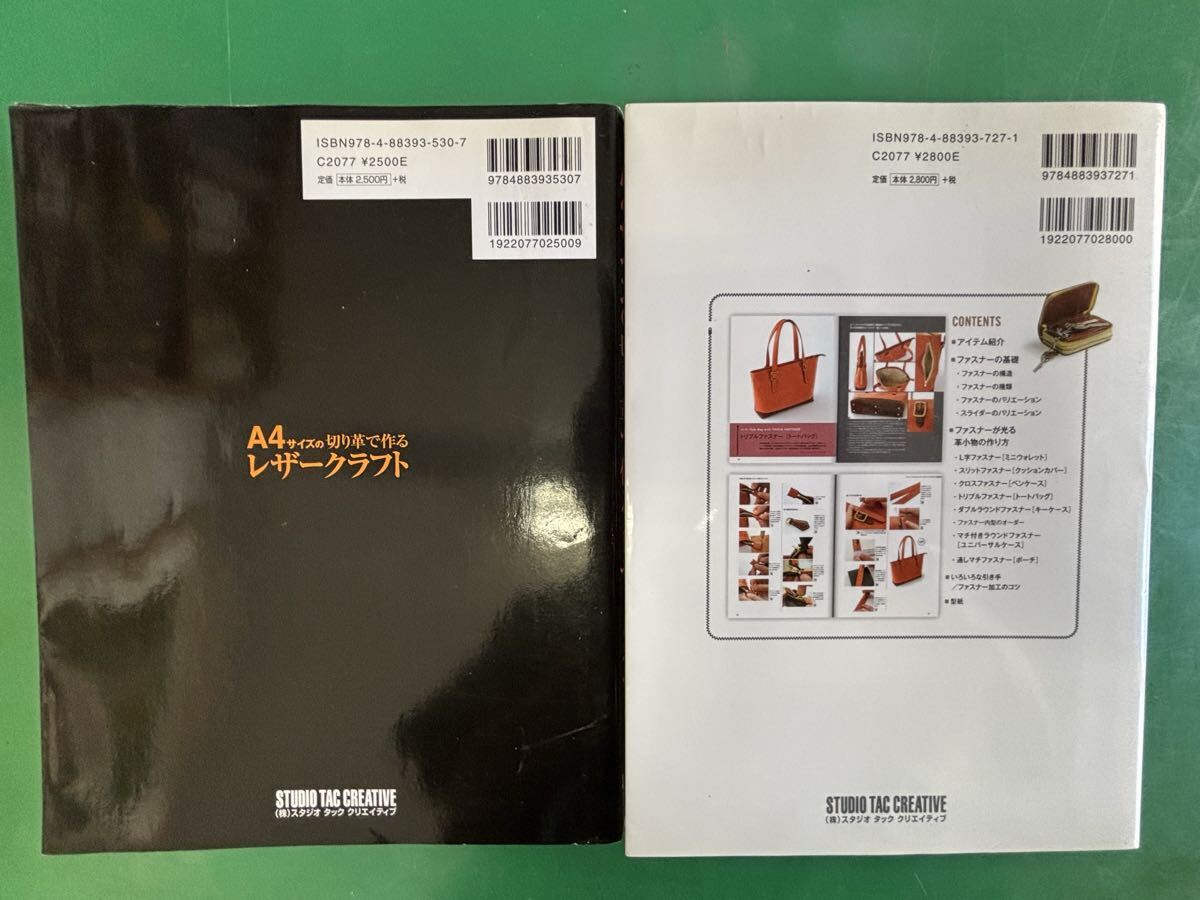 ISBN978-4-88393-530-7
C2077 ¥2500E
定価 本体 2,500円 +税
9784883935307
1922077025009
A4サイズの切り革で作る
レザークラフト
STUDIO TAC CREATIVE
(株)スタジオ タック クリエイティブ
ISBN978-4-88393-727-1
C2077 ¥2800E
定価 本体 2,800円 +税
9784883937271
1922077028000
CONTENTS
■アイテム紹介
■ファスナーの基礎
・ファスナーの構造
・ファスナーの種類
・ファスナーのバリエーション
・スライダーのバリエーション
■ファスナーが光る
革小物の作り方
・L字ファスナー[ミニウォレット]
・スリットファスナー[クッションカバー]
・クロスファスナー[ペンケース]
・トリプルファスナー[トートバッグ]
・ダブルラウンドファスナー[キーケース]
・ファスナー内型のオーダー
・マチ付きラウンドファスナー
[ユニバーサルケース]
・通しマチファスナー[ポーチ]
■いろいろな引き手
/ファスナー加工のコツ
■型紙
トリプルファスナー[トートバッグ]
STUDIO TAC CREATIVE
(株)スタジオ タック クリエイティブ